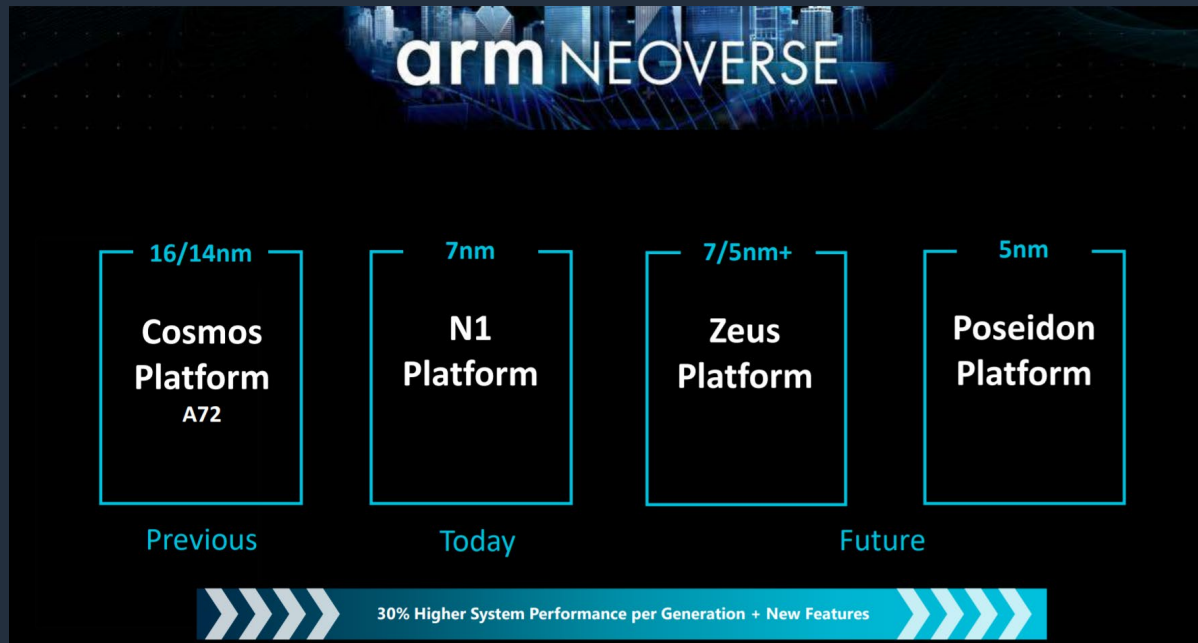 arm NEOVERSE
16/14nm
Cosmos
Platform
A72
Previous
7nm
N1
Platform
Today
7/5nm+
Zeus
Platform
5nm
Poseidon
Platform
Future
30% Higher System Performance per Generation + New Features